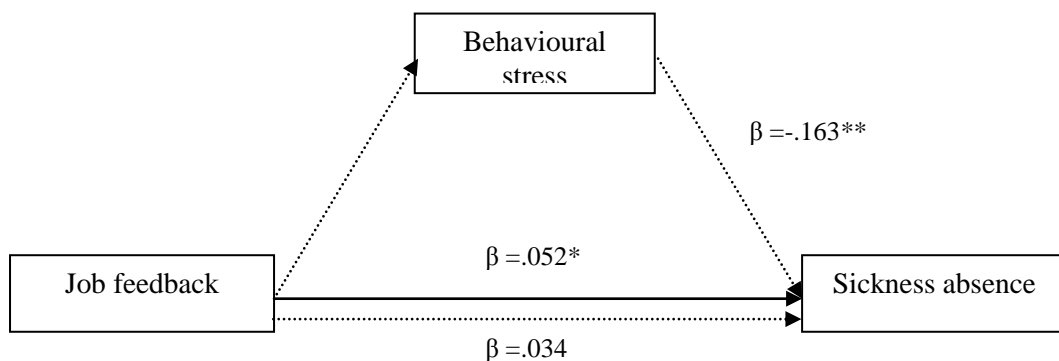 Behavioural
stress
β =-.163**
β =.052*
Job feedback
Sickness absence
β =.034